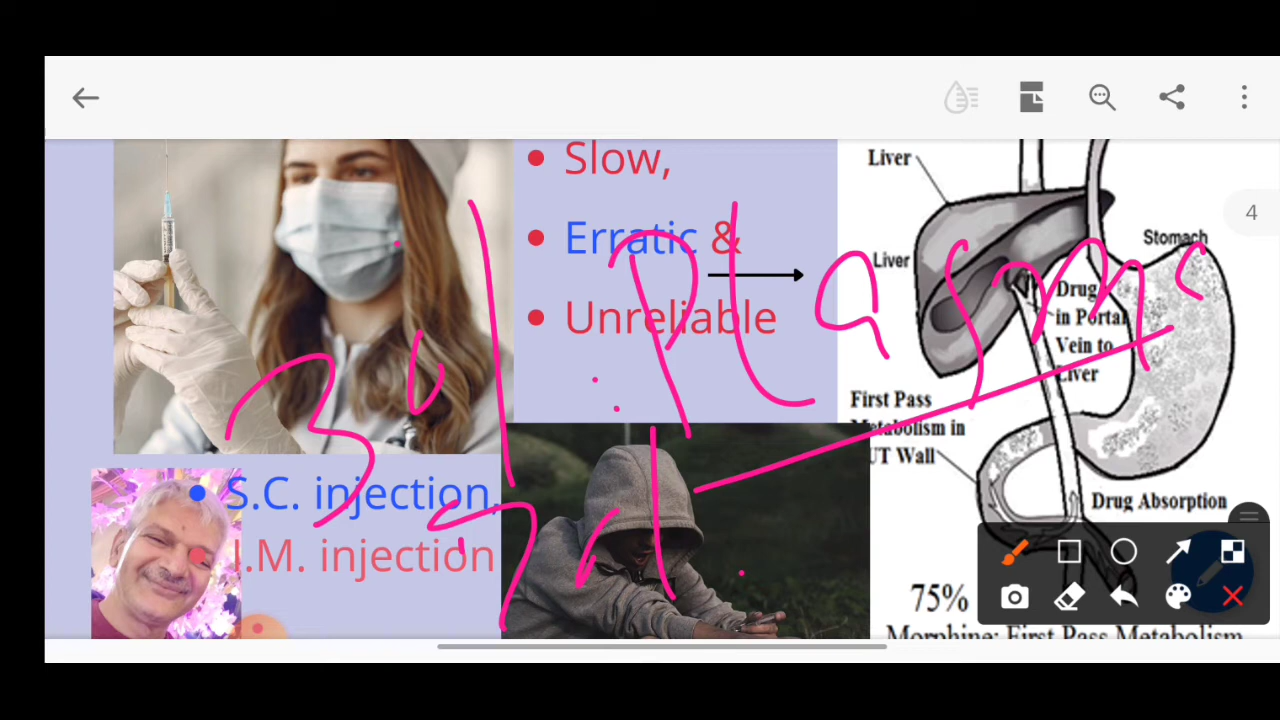 4
Slow,
Erratic &
Unreliable
S.C. injection,
I.M. injection
Liver
Liver
Stomach
Drug
in Portal
Vein to
Liver
First Pass
Metabolism in
UT Wall
Drug Absorption
75%
Morphine: First Pass Metabolism